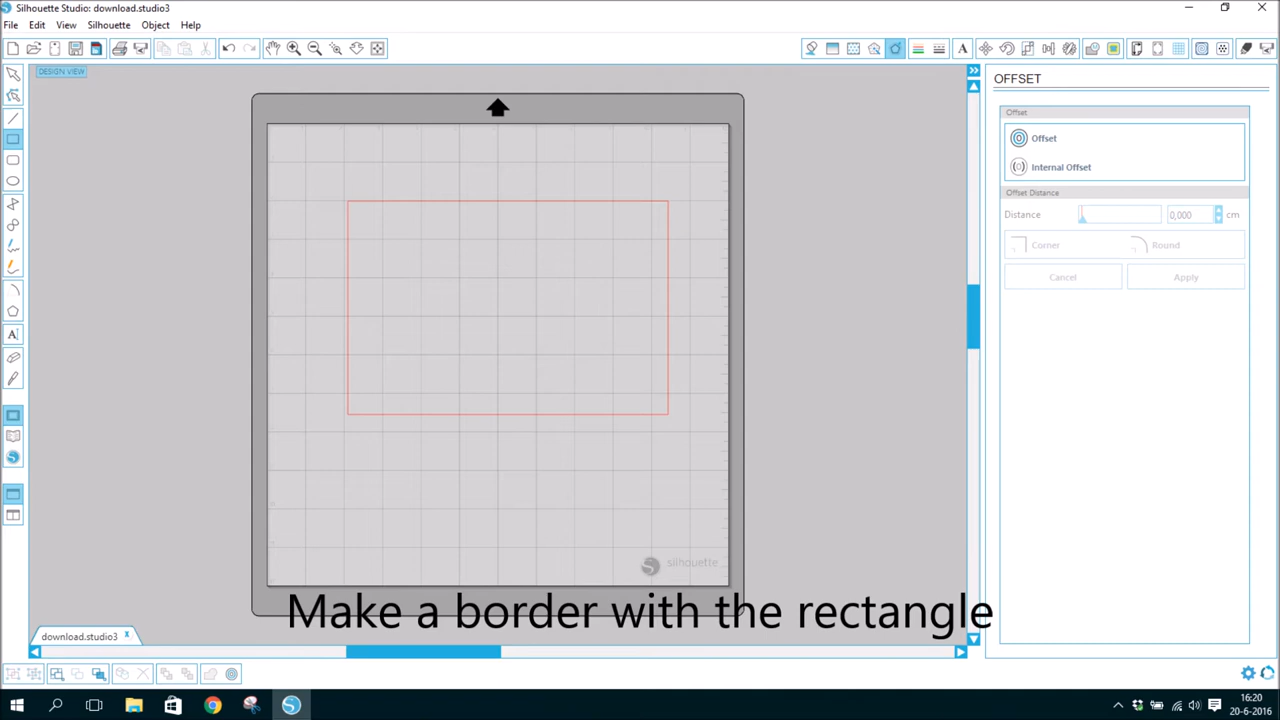 Silhouette Studio: download.studio3
File Edit View Silhouette Object Help
DESIGN VIEW
OFFSET
Offset
Offset
Internal Offset
Offset Distance
Distance 0,000 cm
Corner Round
Cancel Apply
silhouette
Make a border with the rectangle
download.studio3 x
16:20
20-6-2016